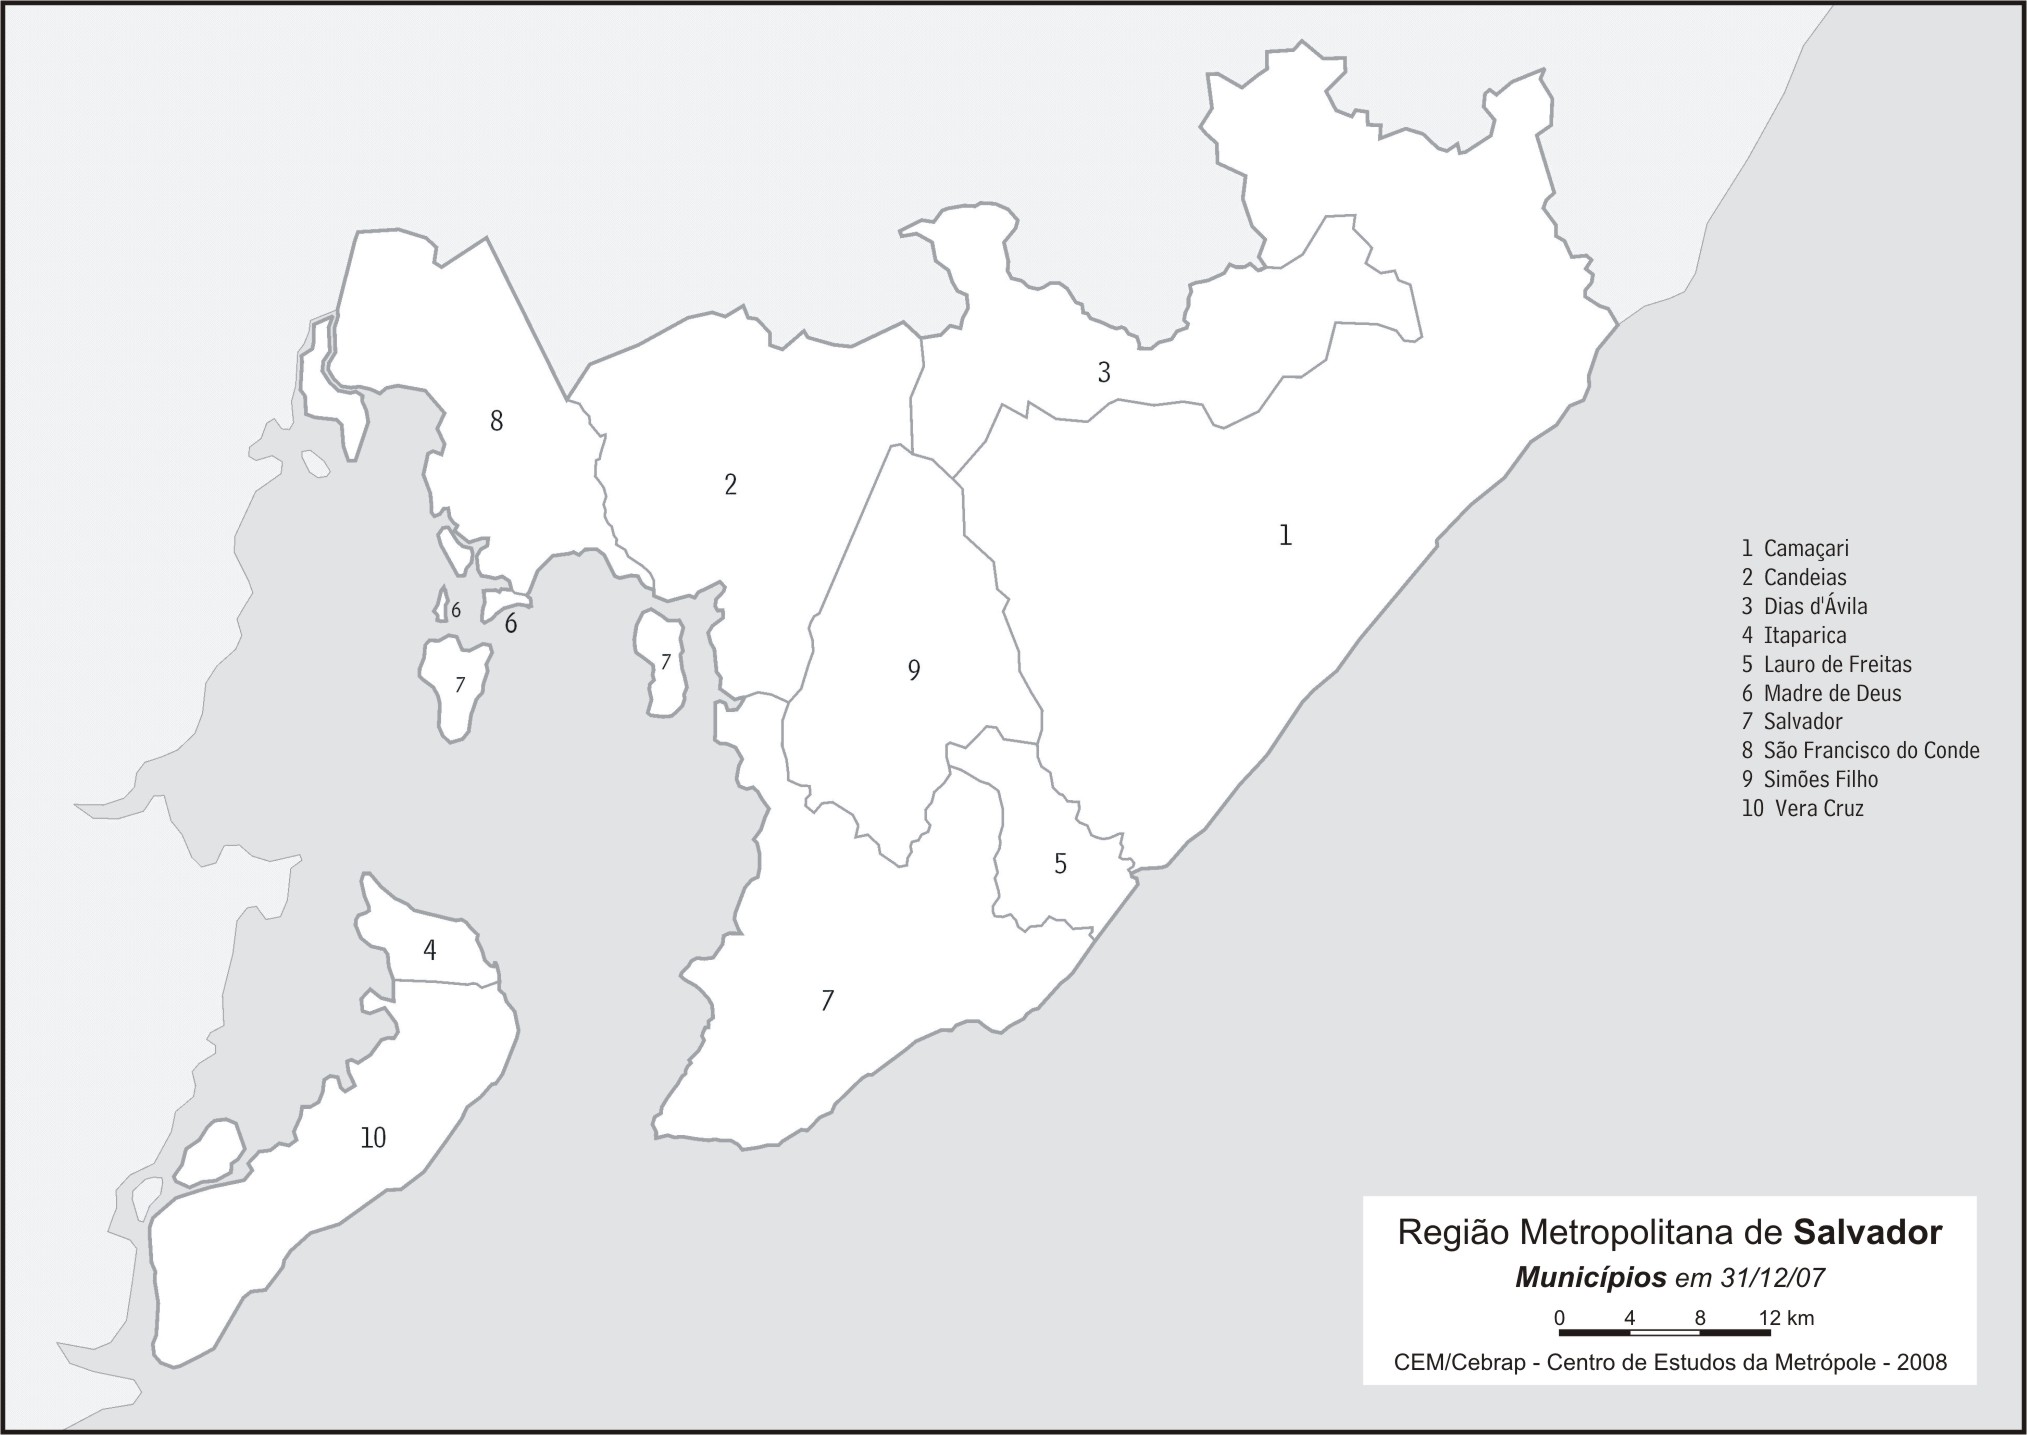 8
3
2
1
6
6
7
7
9
5
4
7
10
1 Camaçari
2 Candeias
3 Dias d'Ávila
4 Itaparica
5 Lauro de Freitas
6 Madre de Deus
7 Salvador
8 São Francisco do Conde
9 Simões Filho
10 Vera Cruz
Região Metropolitana de Salvador
Municípios em 31/12/07
0 4 8 12 km
CEM/Cebrap - Centro de Estudos da Metrópole - 2008